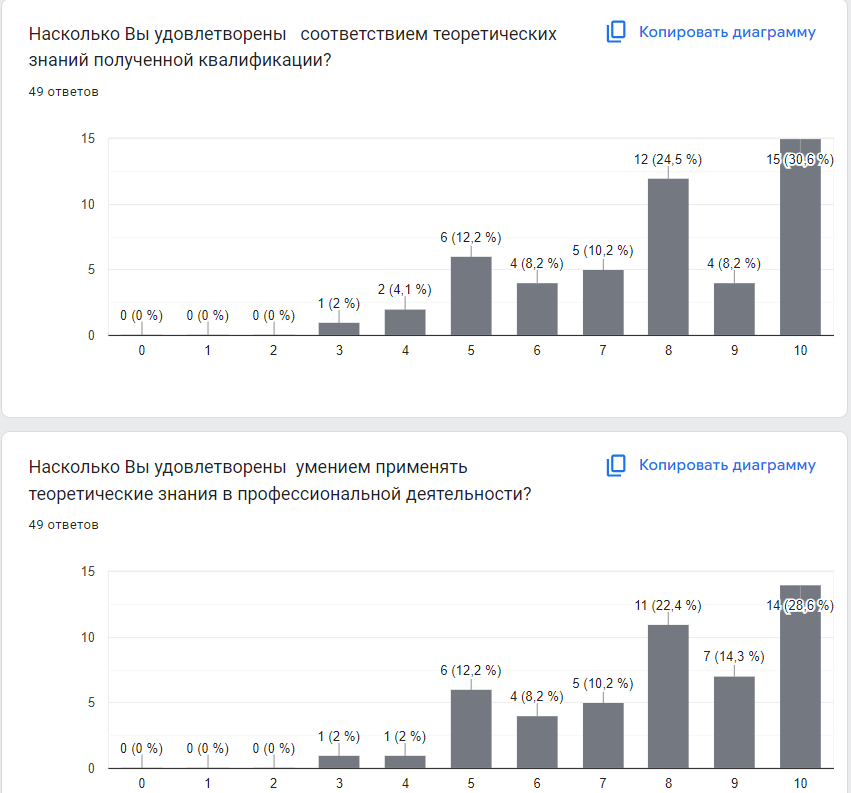 Насколько Вы удовлетворены соответствием теоретических
Копировать диаграмму
знаний полученной квалификации?
49 ответов
15
12 (24,5 %)
15 (30,6 %)
10
6 (12,2 %)
5 (10,2 %)
4 (8,2 %)
4 (8,2 %)
5
2 (4,1 %)
1 (2 %)
0 (0 %) 0 (0 %) 0 (0 %)
0
0 1 2 3 4 5 6 7 8 9 10
Насколько Вы удовлетворены умением применять
Копировать диаграмму
теоретические знания в профессиональной деятельности?
49 ответов
15
11 (22,4 %)
14 (28,6 %)
10
7 (14,3 %)
6 (12,2 %)
5 (10,2 %)
4 (8,2 %)
5
1 (2 %) 1 (2 %)
0 (0 %) 0 (0 %) 0 (0 %)
0
0 1 2 3 4 5 6 7 8 9 10